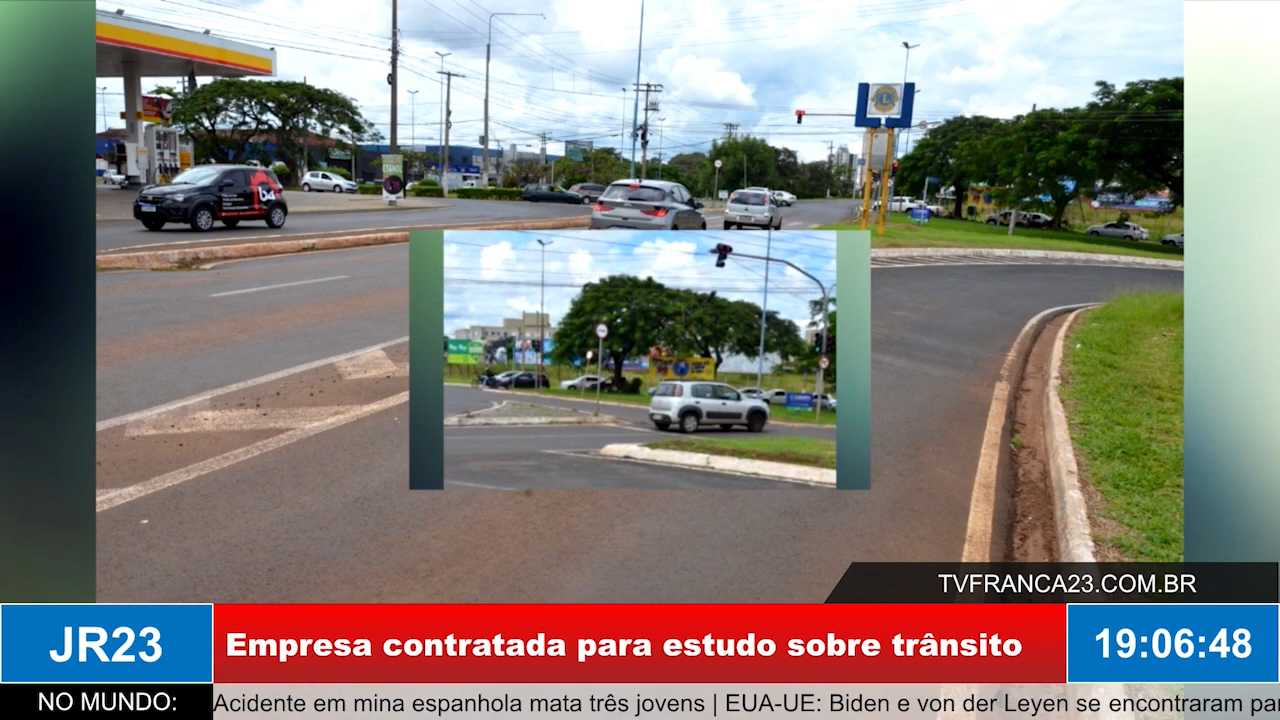 TVFRANCA23.COM.BR
JR23
Empresa contratada para estudo sobre trânsito
19:06:48
NO MUNDO:
Acidente em mina espanhola mata três jovens | EUA-UE: Biden e von der Leyen se encontraram par